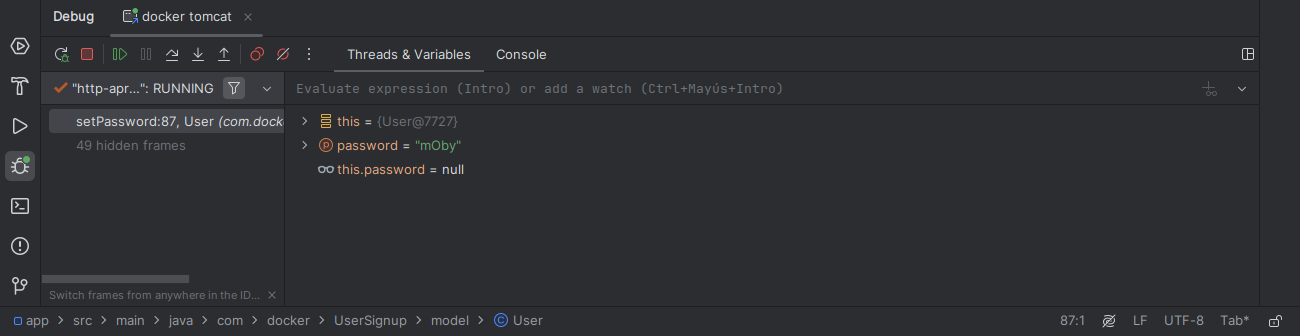 Debug docker tomcat
Threads & Variables Console
"http-apr...": RUNNING
Evaluate expression (Intro) or add a watch (Ctrl+Mayús+Intro)
setPassword:87, User (com.docke
49 hidden frames
this = {User@7727}
password = "mOby"
this.password = null
Switch frames from anywhere in the ID...
app > src > main > java > com > docker > UserSignup > model > User
87:1 LF UTF-8 Tab*